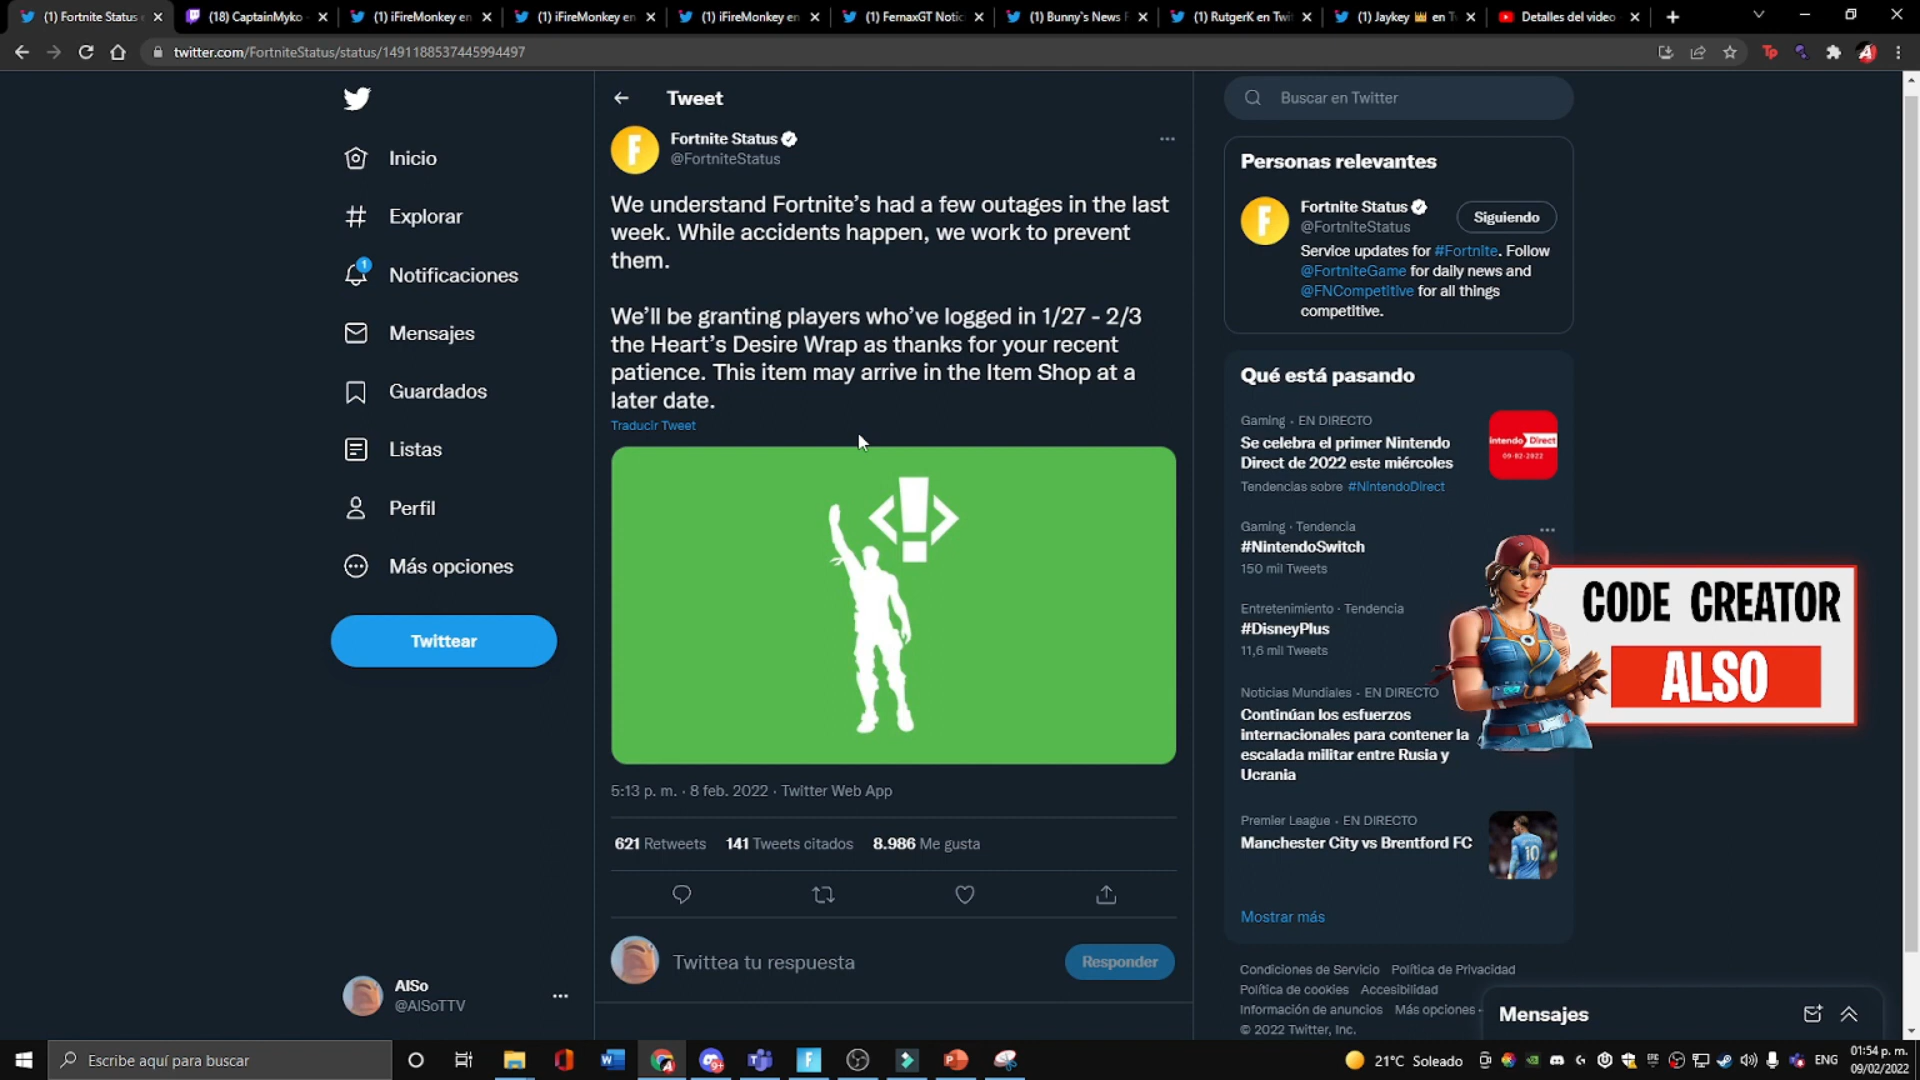 (1) Fortnite Status e
(18) CaptainMyko -
(1) iFireMonkey en
(1) iFireMonkey en
(1) iFireMonkey en
(1) FemaxGT Notic
(1) Bunny's News F
(1) RutgerK en Twi
(1) Jaykey 👑 en T
Detalles del video
twitter.com/FortniteStatus/status/1491188537445994497
Inicio
Explorar
1
Notificaciones
Mensajes
Guardados
Listas
Perfil
Más opciones
Twittear
AlSo
@AlSoTTV
Tweet
Fortnite Status
@FortniteStatus
We understand Fortnite's had a few outages in the last
week. While accidents happen, we work to prevent
them.
We'll be granting players who've logged in 1/27 - 2/3
the Heart's Desire Wrap as thanks for your recent
patience. This item may arrive in the Item Shop at a
later date.
Traducir Tweet
5:13 p. m. · 8 feb. 2022 · Twitter Web App
621 Retweets 141 Tweets citados 8.986 Me gusta
Twittea tu respuesta
Responder
Buscar en Twitter
Personas relevantes
Fortnite Status
@FortniteStatus
Siguiendo
Service updates for #Fortnite. Follow
@FortniteGame for daily news and
@FNCompetitive for all things
competitive.
Qué está pasando
Gaming · EN DIRECTO
Se celebra el primer Nintendo
Direct de 2022 este miércoles
Tendencias sobre #NintendoDirect
Nintendo Direct
09-02-2022
Gaming · Tendencia
#NintendoSwitch
150 mil Tweets
Entretenimiento · Tendencia
#DisneyPlus
11,6 mil Tweets
Noticias Mundiales · EN DIRECTO
Continúan los esfuerzos
internacionales para contener la
escalada militar entre Rusia y
Ucrania
Premier League · EN DIRECTO
Manchester City vs Brentford FC
10
Mostrar más
CODE CREATOR
ALSO
Condiciones de Servicio Política de Privacidad
Política de cookies Accesibilidad
Información de anuncios Más opciones
© 2022 Twitter, Inc.
Mensajes
Escribe aquí para buscar
21°C Soleado
ENG
01:54 p. m.
09/02/2022